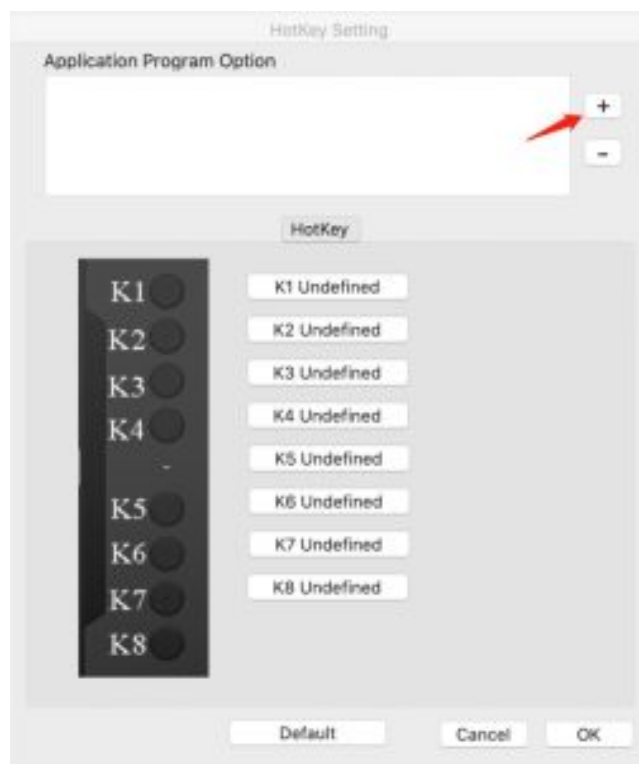 HotKey Setting
Application Program Option
+
-
HotKey
K1
K1 Undefined
K2
K2 Undefined
K3
K3 Undefined
K4
K4 Undefined
-
K5 Undefined
K5
K6 Undefined
K6
K7 Undefined
K7
K8 Undefined
K8
Default
Cancel
OK